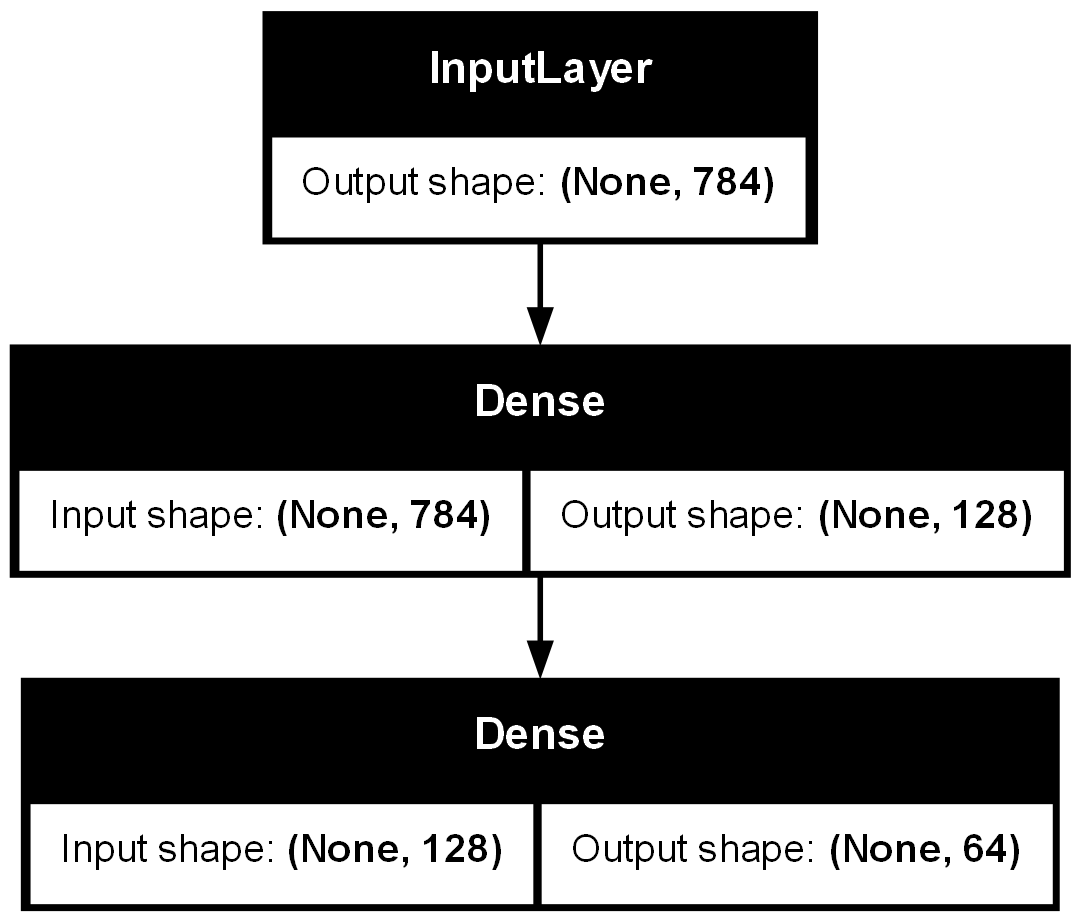 InputLayer
Output shape: (None, 784)
Dense
Input shape: (None, 784) Output shape: (None, 128)
Dense
Input shape: (None, 128) Output shape: (None, 64)